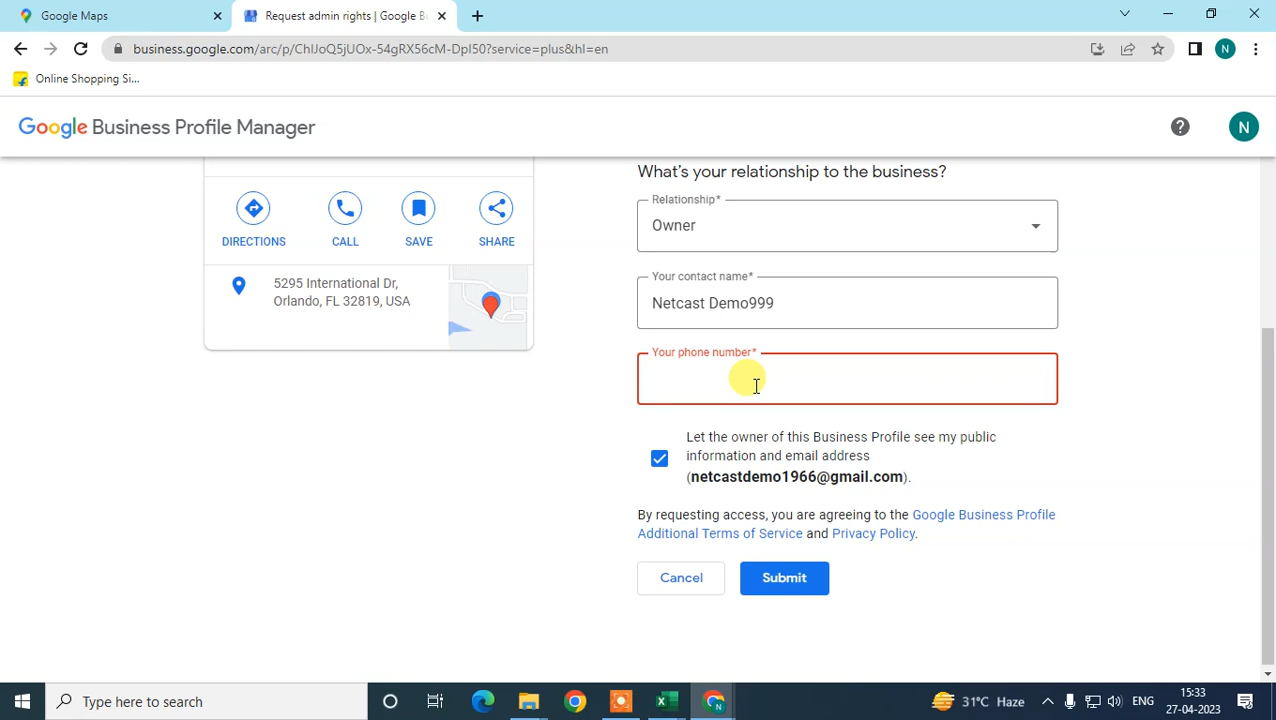 Google Maps
Request admin rights | Google Bu
business.google.com/arc/p/ChIJoQ5jUOx-54gRX56cM-DpI50?service=plus&hl=en
N
Online Shopping Si...
Google Business Profile Manager
N
What's your relationship to the business?
DIRECTIONS
CALL
SAVE
SHARE
5295 International Dr,
Orlando, FL 32819, USA
Relationship*
Owner
Your contact name*
Netcast Demo999
Your phone number*
Let the owner of this Business Profile see my public
information and email address
(netcastdemo1966@gmail.com).
By requesting access, you are agreeing to the Google Business Profile
Additional Terms of Service and Privacy Policy.
Cancel
Submit
Type here to search
31°C Haze
ENG
15:33
27-04-2023